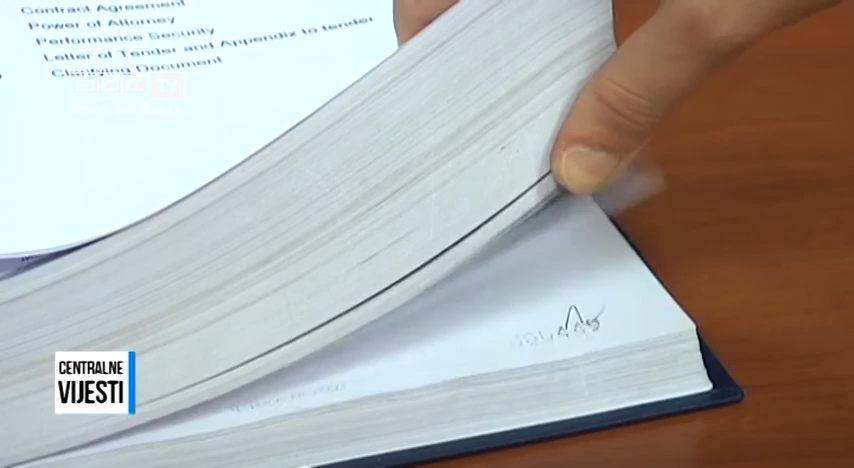 Contract Agreement
Power of Attorney
Performance Security
Letter of Tender and Appendix to tender
Clarifying Document
CENTRALNE
VIJESTI